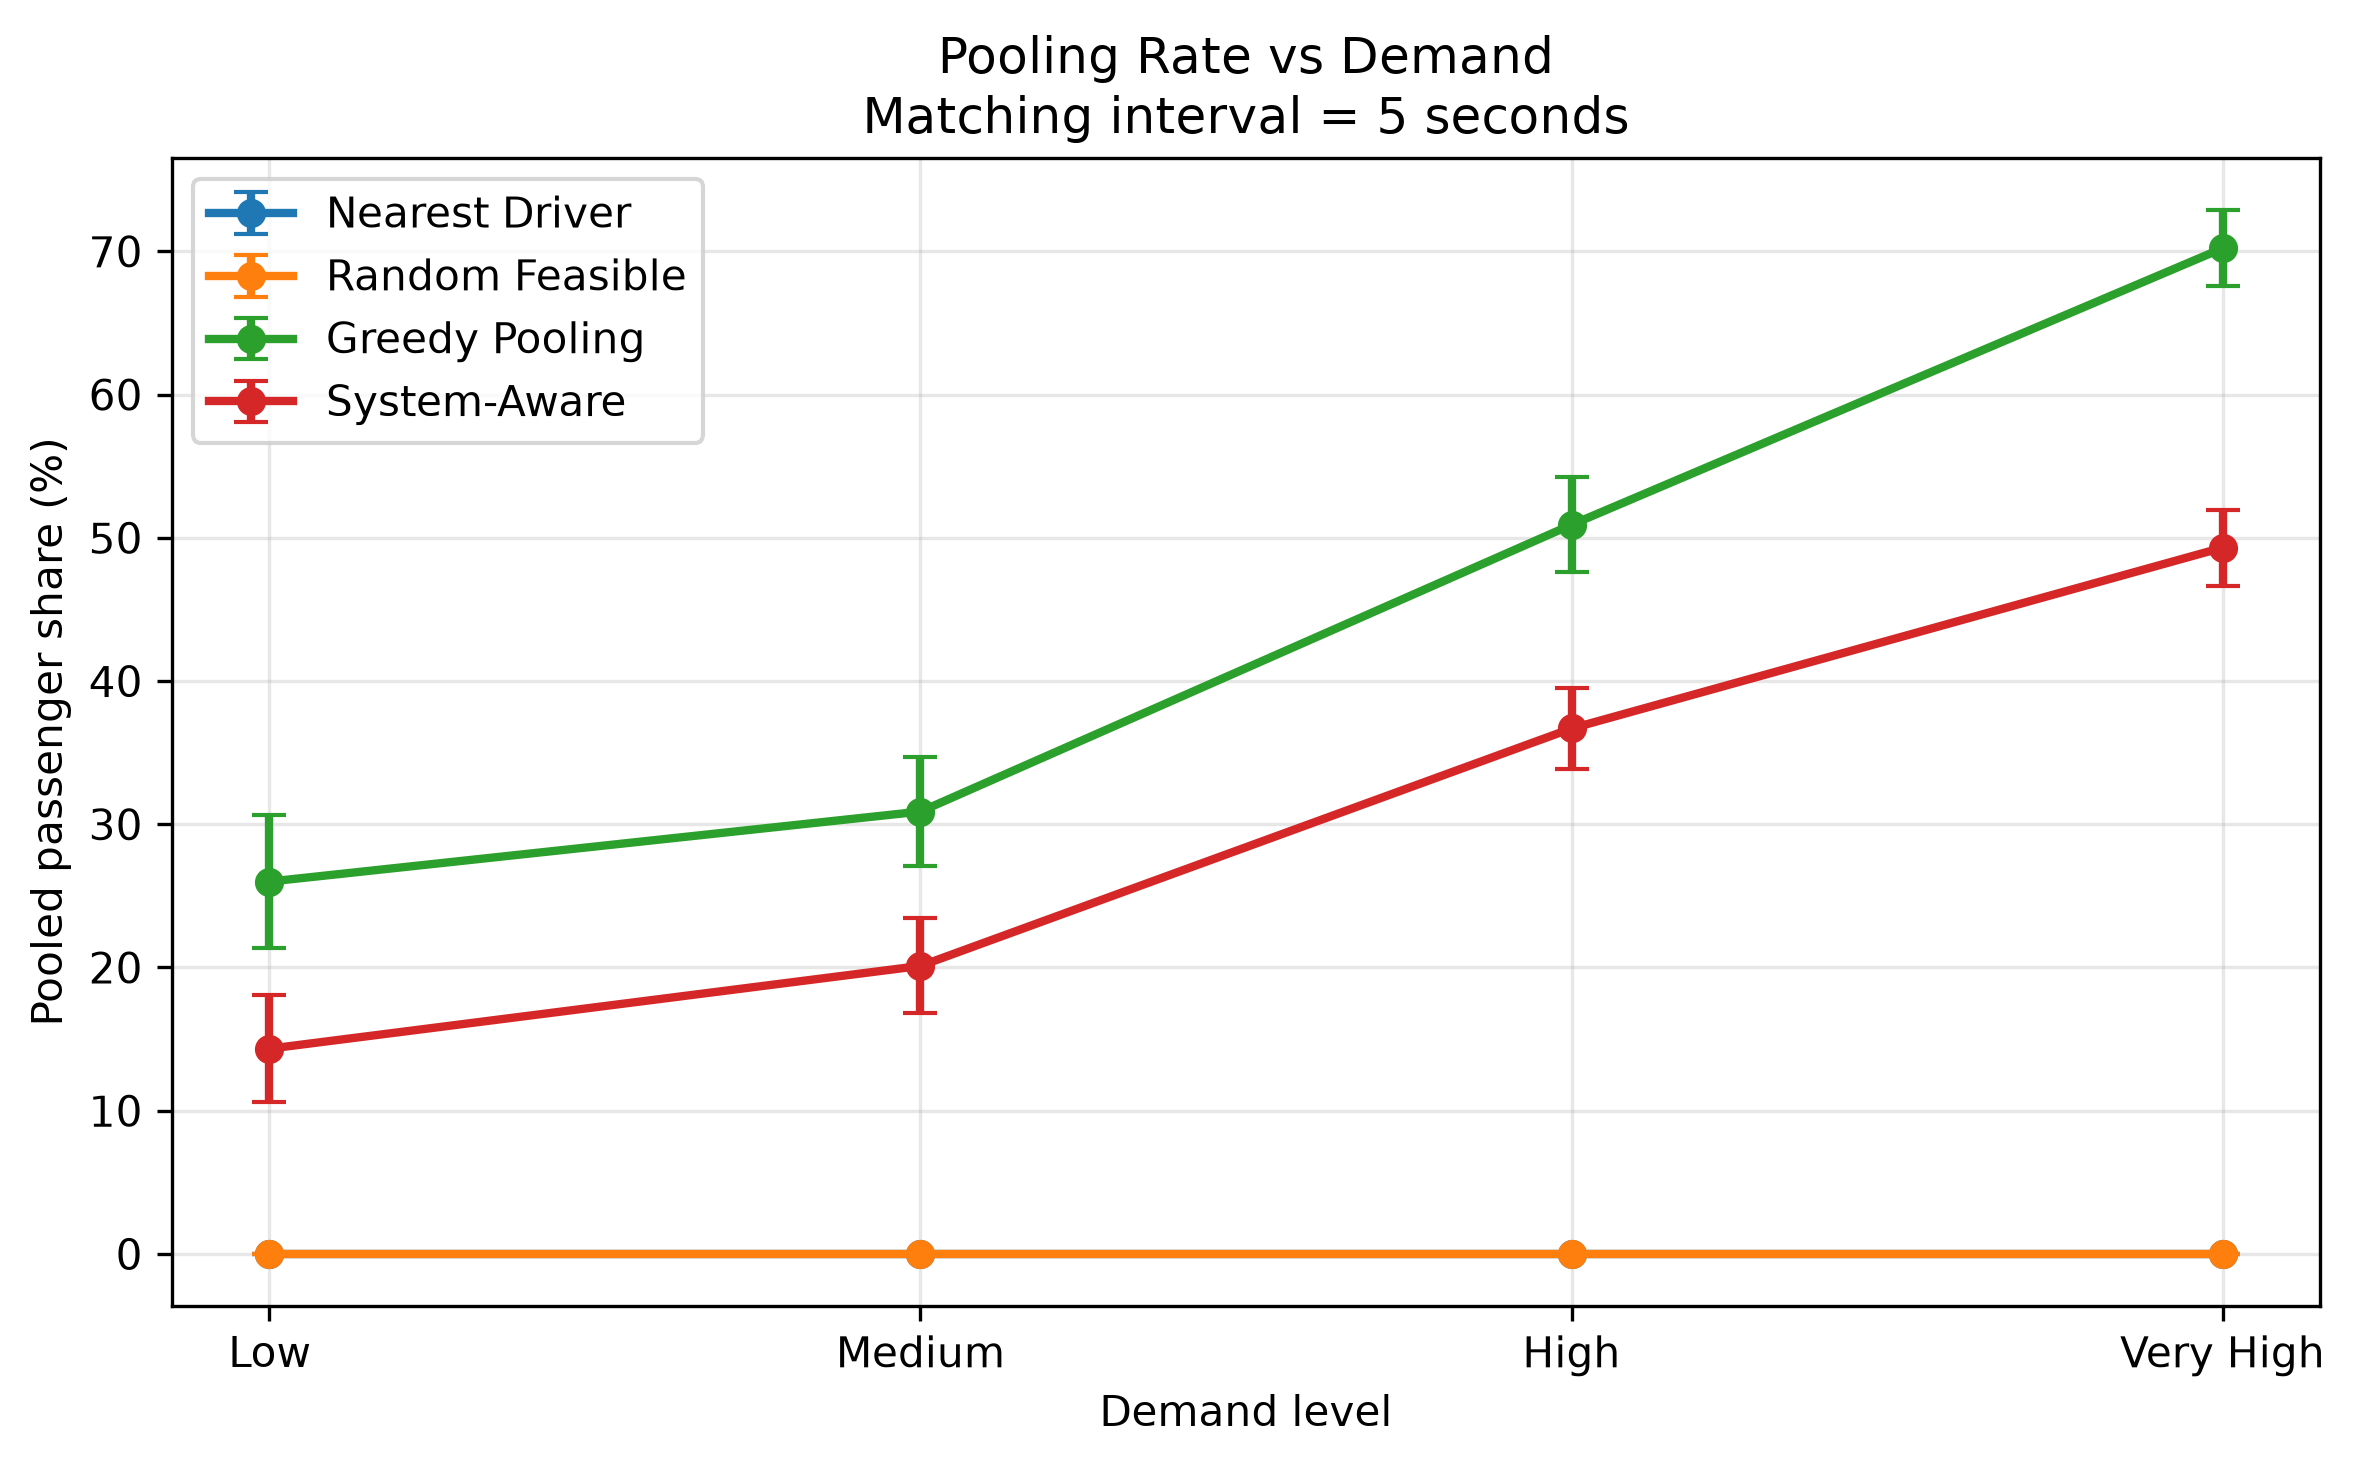 Pooling Rate vs Demand
Matching interval = 5 seconds
Nearest Driver
Random Feasible
Greedy Pooling
System-Aware
Pooled passenger share (%)
70
60
50
40
30
20
10
0
Low
Medium
High
Very High
Demand level